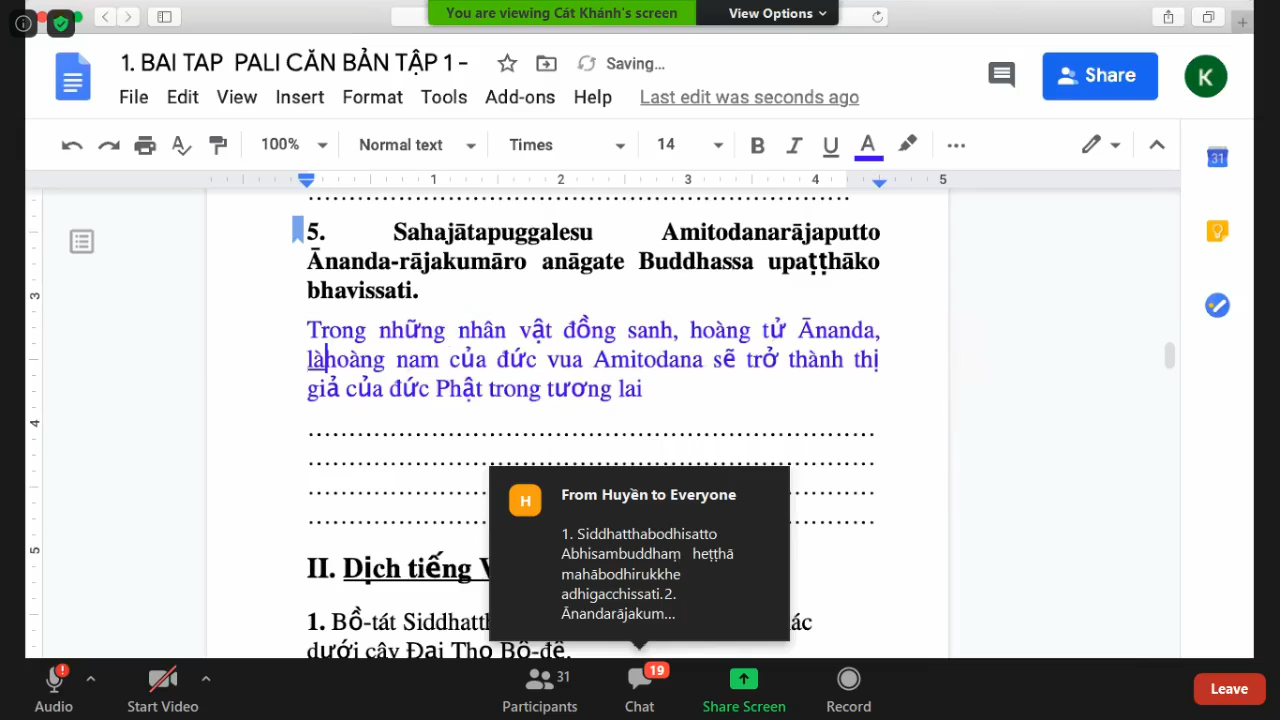 You are viewing Cát Khánh's screen
View Options
1. BAI TAP PALI CĂN BẢN TẬP 1 -
Saving...
Share
K
File Edit View Insert Format Tools Add-ons Help Last edit was seconds ago
100% Normal text Times 14 B I U A
1 2 3 4 5
31
5. Sahajātapuggalesu Amitodanarājaputto
Ānanda-rājakumāro anāgate Buddhassa upaṭṭhāko
bhavissati.
Trong những nhân vật đồng sanh, hoàng tử Ānanda,
làhoàng nam của đức vua Amitodana sẽ trở thành thị
giả của đức Phật trong tương lai
3
4
5
H
From Huyền to Everyone
1. Siddhatthabodhisatto
Abhisambuddhaṃ heṭṭhā
mahābodhirukkhe
adhigacchissati.2.
Ānandarājakum...
II. Dịch tiếng V
1. Bồ-tát Siddhatth ác
dưới cây Đại Thọ Bồ-đề.
Audio
Start Video
31
Participants
19
Chat
Share Screen
Record
Leave